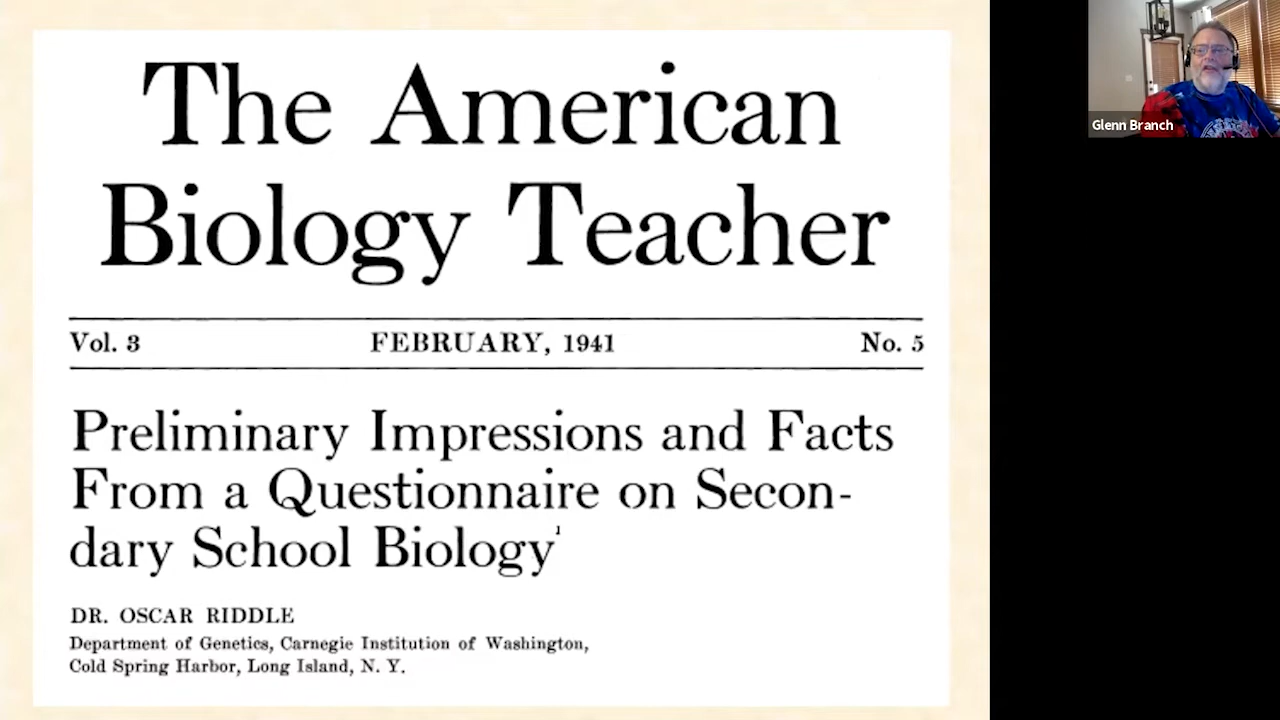 The American
Biology Teacher
Vol. 3 FEBRUARY, 1941 No. 5
Preliminary Impressions and Facts
From a Questionnaire on Secon-
dary School Biology¹
DR. OSCAR RIDDLE
Department of Genetics, Carnegie Institution of Washington,
Cold Spring Harbor, Long Island, N. Y.
Glenn Branch